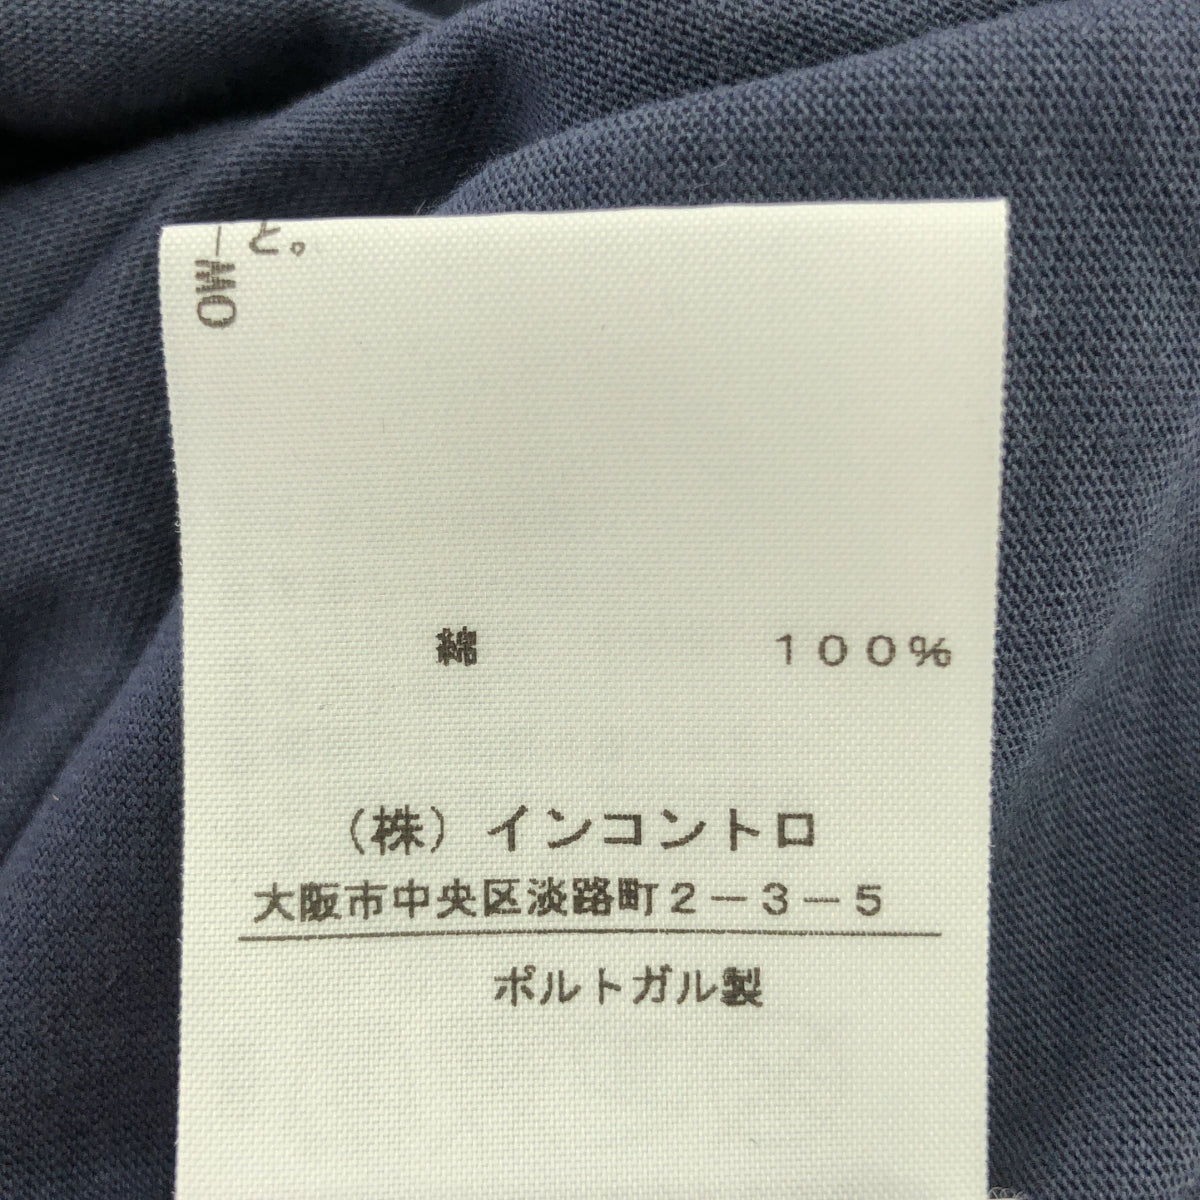 と。
綿 100%
(株) インコントロ
大阪市中央区淡路町2-3-5
ポルトガル製